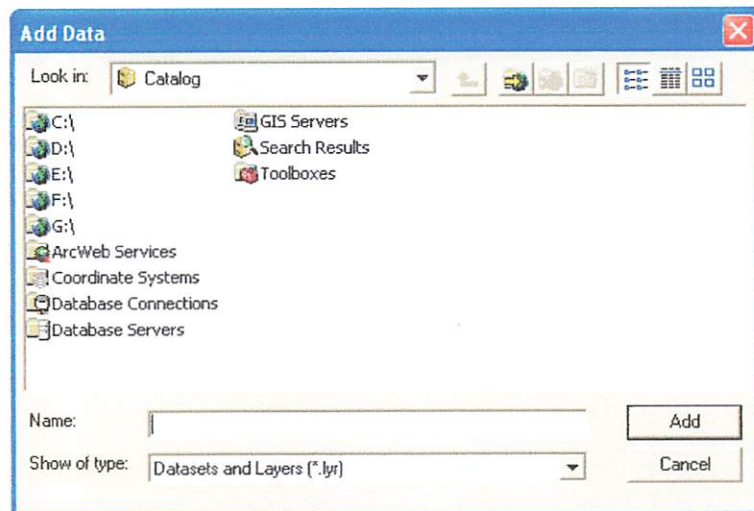 Add Data
Look in: Catalog
C:\
D:\
E:\
F:\
G:\
ArcWeb Services
Coordinate Systems
Database Connections
Database Servers
GIS Servers
Search Results
Toolboxes
Name:
Add
Show of type: Datasets and Layers (*.lyr)
Cancel